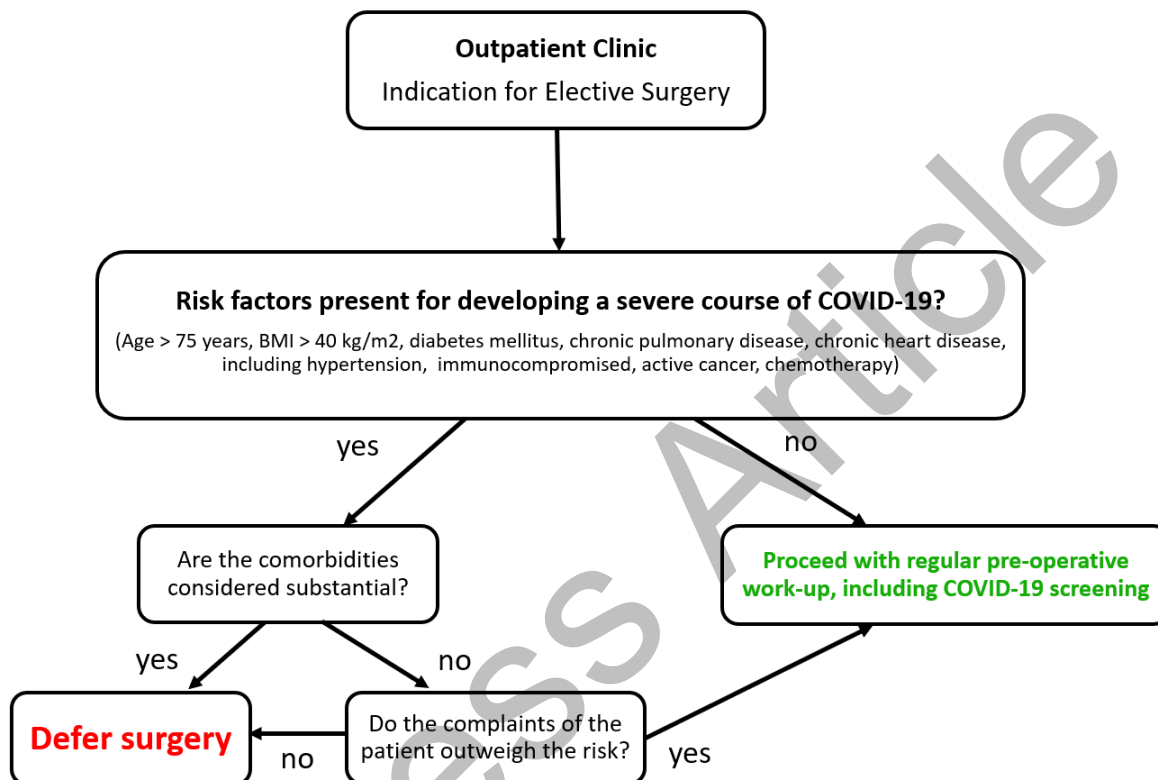 Outpatient Clinic
Indication for Elective Surgery
Risk factors present for developing a severe course of COVID-19?
(Age > 75 years, BMI > 40 kg/m2, diabetes mellitus, chronic pulmonary disease, chronic heart disease,
including hypertension, immunocompromised, active cancer, chemotherapy)
yes
no
Are the comorbidities
considered substantial?
Proceed with regular pre-operative
work-up, including COVID-19 screening
yes
no
Defer surgery
no
Do the complaints of the
patient outweigh the risk?
yes
ess Article